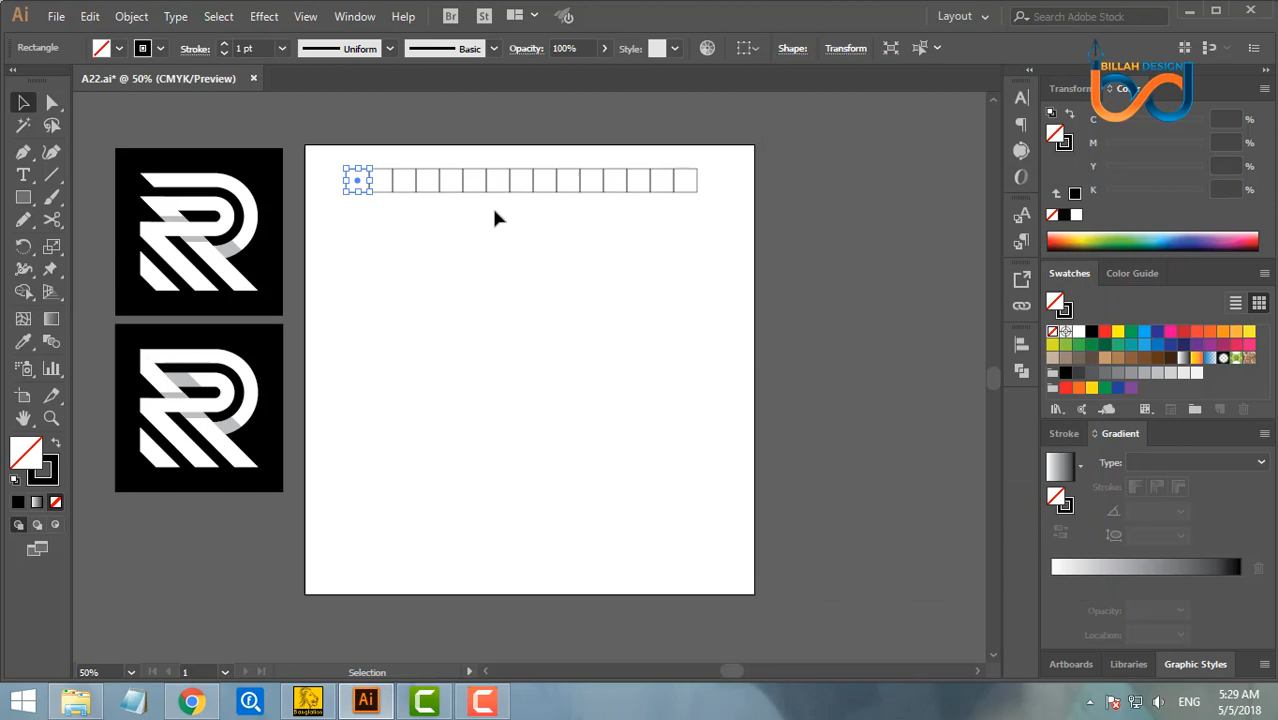 Ai File Edit Object Type Select Effect View Window Help Br St Layout Search Adobe Stock
Rectangle Stroke: 1 pt Uniform Basic Opacity: 100% Style: Shape: Transform
A22.ai* @ 50% (CMYK/Preview)
BILLAH DESIGN
Transform
C %
M %
Y %
K %
Swatches Color Guide
Stroke Gradient
Type:
Stroke:
Opacity:
Location:
50% 1 Selection
Artboards Libraries Graphic Styles
Ai
ENG
5:29 AM
5/5/2018